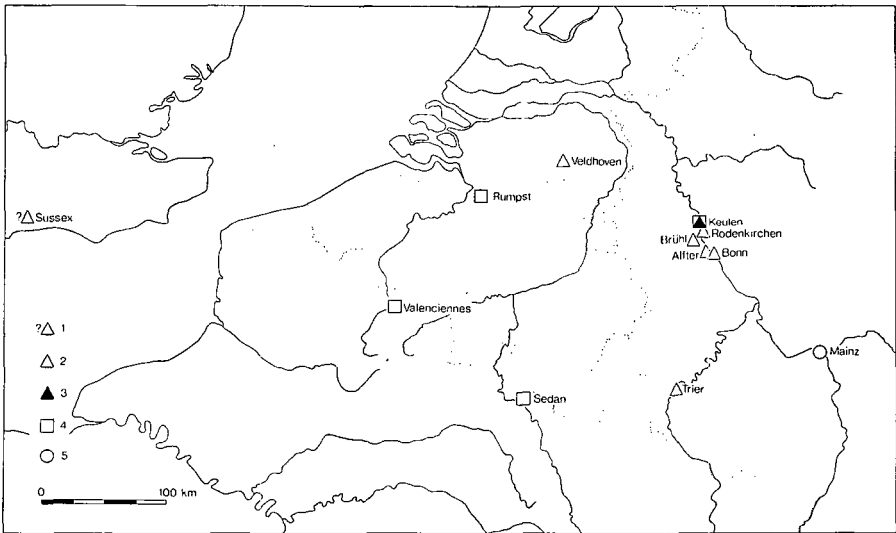 Veldhoven
Rumpst
? Sussex
Keulen
Rodenkirchen
Brühl
Alfter
Bonn
Valenciennes
? 1
2
Mainz
3
Trier
Sedan
4
5
0 100 km